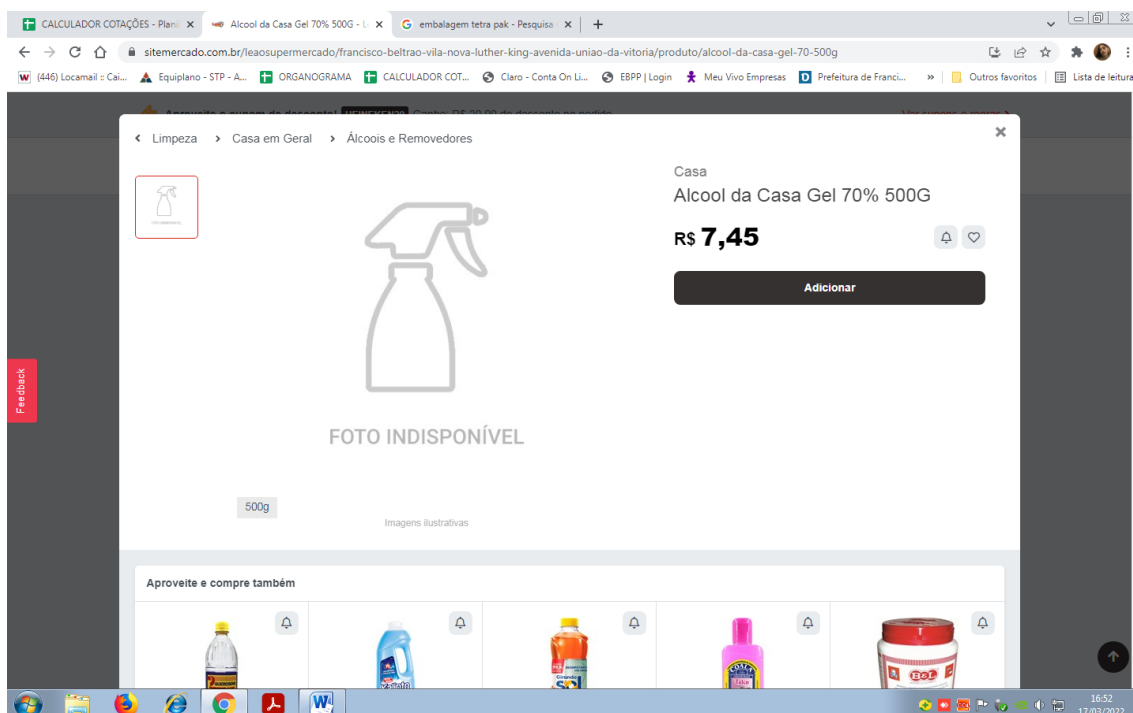 CALCULADOR COTAÇÕES - Plani
Alcool da Casa Gel 70% 500G - L
embalagem tetra pak - Pesquisa
sitemercado.com.br/leaosupermercado/francisco-beltrao-vila-nova-luther-king-avenida-uniao-da-vitoria/produto/alcool-da-casa-gel-70-500g
(446) Locamail :: Cai...
Equiplano - STP - A...
ORGANOGRAMA
CALCULADOR COT...
Claro - Conta On Li...
EBPP | Login
Meu Vivo Empresas
Prefeitura de Franci...
Outros favoritos
Lista de leitura
Limpeza
Casa em Geral
Álcoois e Removedores
Casa
Alcool da Casa Gel 70% 500G
R$ 7,45
Adicionar
Feedback
FOTO INDISPONÍVEL
500g
Imagens ilustrativas
Aproveite e compre também
16:52
17/03/2022